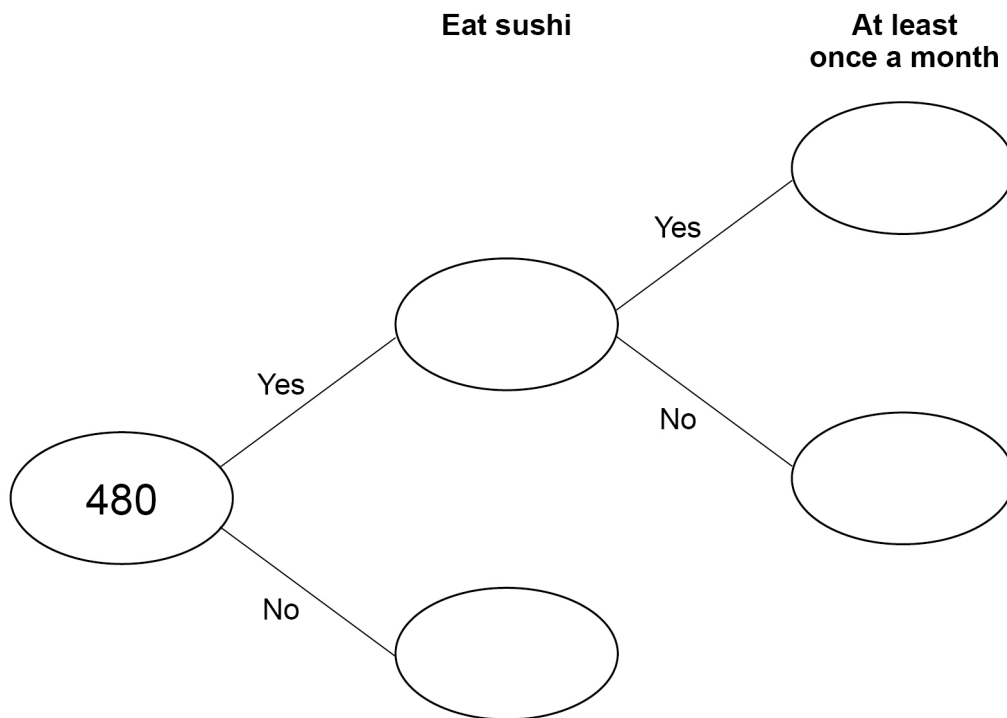 Eat sushi
At least
once a month
Yes
Yes
No
480
No